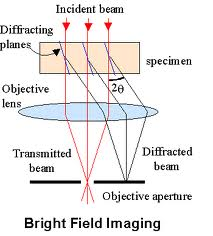 Incident beam
Diffracting
planes
specimen
2θ
Objective
lens
Transmitted
beam
Diffracted
beam
Objective aperture
Bright Field Imaging